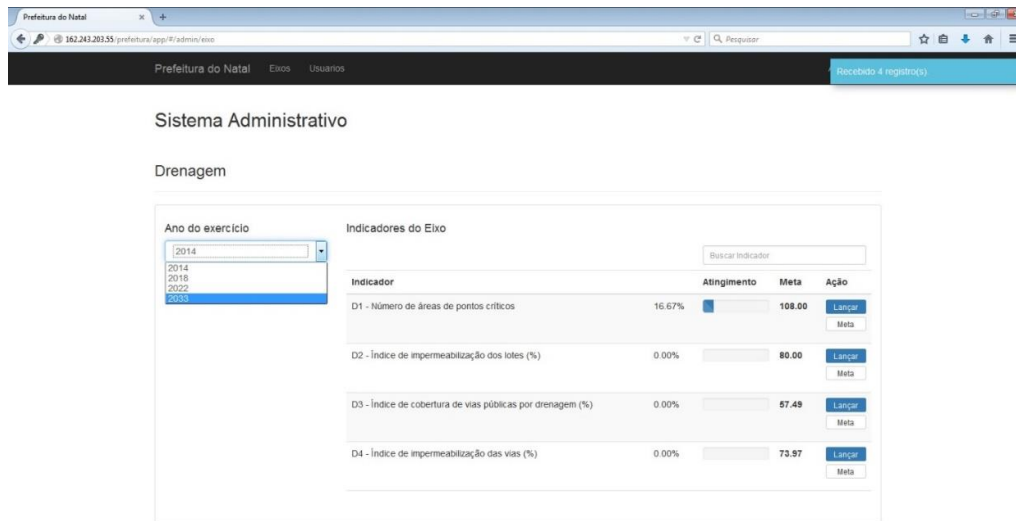 Prefeitura do Natal
162.243.203.55/prefeitura/app/#/admin/eixo
Pesquisar
Prefeitura do Natal Eixos Usuarios
Recebido 4 registro(s)
Sistema Administrativo
Drenagem
Ano do exercício
Indicadores do Eixo
2014
Buscar Indicador
2014
2018
2022
2033
Indicador Atingimento Meta Ação
D1 - Número de áreas de pontos críticos 16.67% 108.00 Lançar
Meta
D2 - Índice de impermeabilização dos lotes (%) 0.00% 80.00 Lançar
Meta
D3 - Índice de cobertura de vias públicas por drenagem (%) 0.00% 57.49 Lançar
Meta
D4 - Índice de impermeabilização das vias (%) 0.00% 73.97 Lançar
Meta